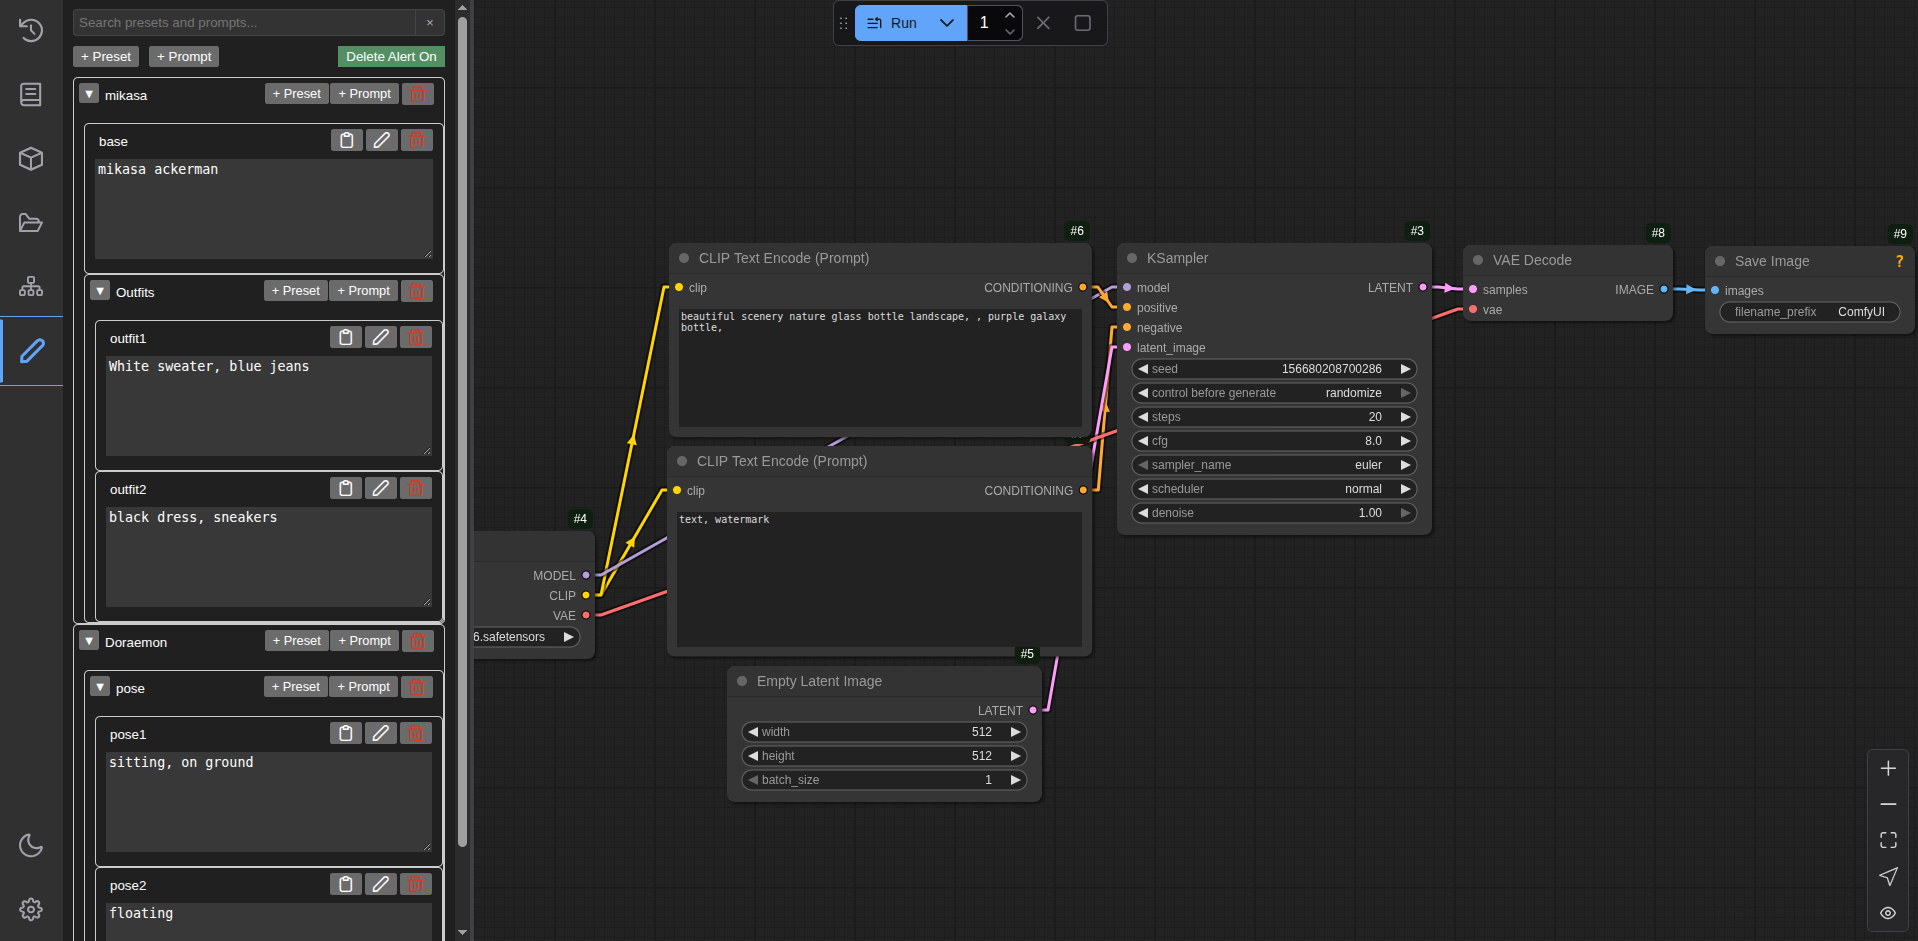 Search presets and prompts...
×
+ Preset
+ Prompt
Delete Alert On
mikasa
+ Preset
+ Prompt
base
mikasa ackerman
Outfits
+ Preset
+ Prompt
outfit1
White sweater, blue jeans
outfit2
black dress, sneakers
Doraemon
+ Preset
+ Prompt
pose
+ Preset
+ Prompt
pose1
sitting, on ground
pose2
floating
Run
1
#4
MODEL
CLIP
VAE
6.safetensors
#6
CLIP Text Encode (Prompt)
clip
CONDITIONING
beautiful scenery nature glass bottle landscape, , purple galaxy
bottle,
CLIP Text Encode (Prompt)
clip
CONDITIONING
text, watermark
#5
Empty Latent Image
LATENT
width 512
height 512
batch_size 1
#3
KSampler
model
LATENT
positive
negative
latent_image
seed 156680208700286
control before generate randomize
steps 20
cfg 8.0
sampler_name euler
scheduler normal
denoise 1.00
#8
VAE Decode
samples
IMAGE
vae
#9
Save Image
?
images
filename_prefix ComfyUI